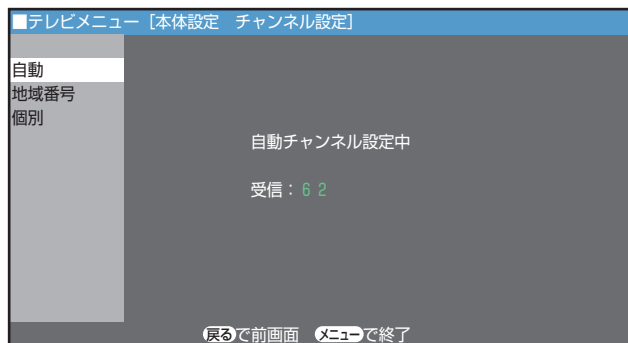 ■テレビメニュー［本体設定　チャンネル設定］
自動
地域番号
個別
自動チャンネル設定中
受信：６２
戻るで前画面　メニューで終了